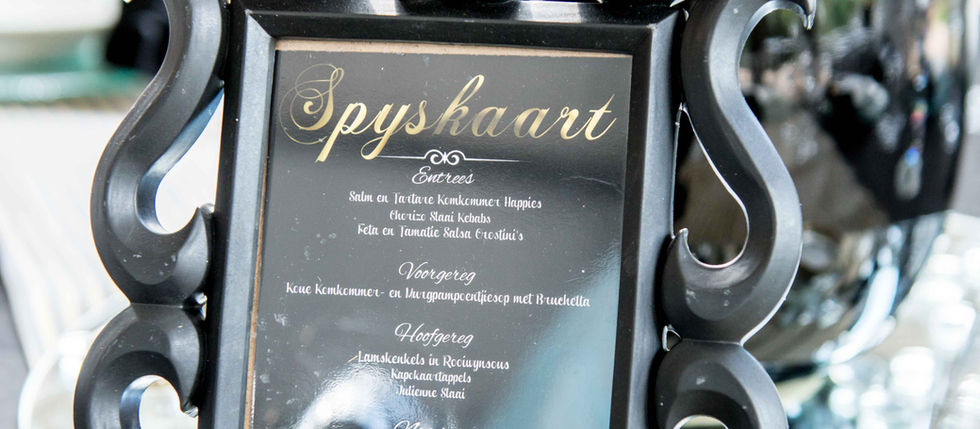 Spyskaart
Entrees
Salm en Tartare Komkommer Happies
Chorizo Slaai Kebabs
Feta en Tamatie Salsa Crostini's
Voorgereg
Koue Komkommer- en Murgpampoentjiesop met Bruchella
Hoofgereg
Lamskenkels in Rooiwynsous
Kapokaartappels
Julienne Slaai